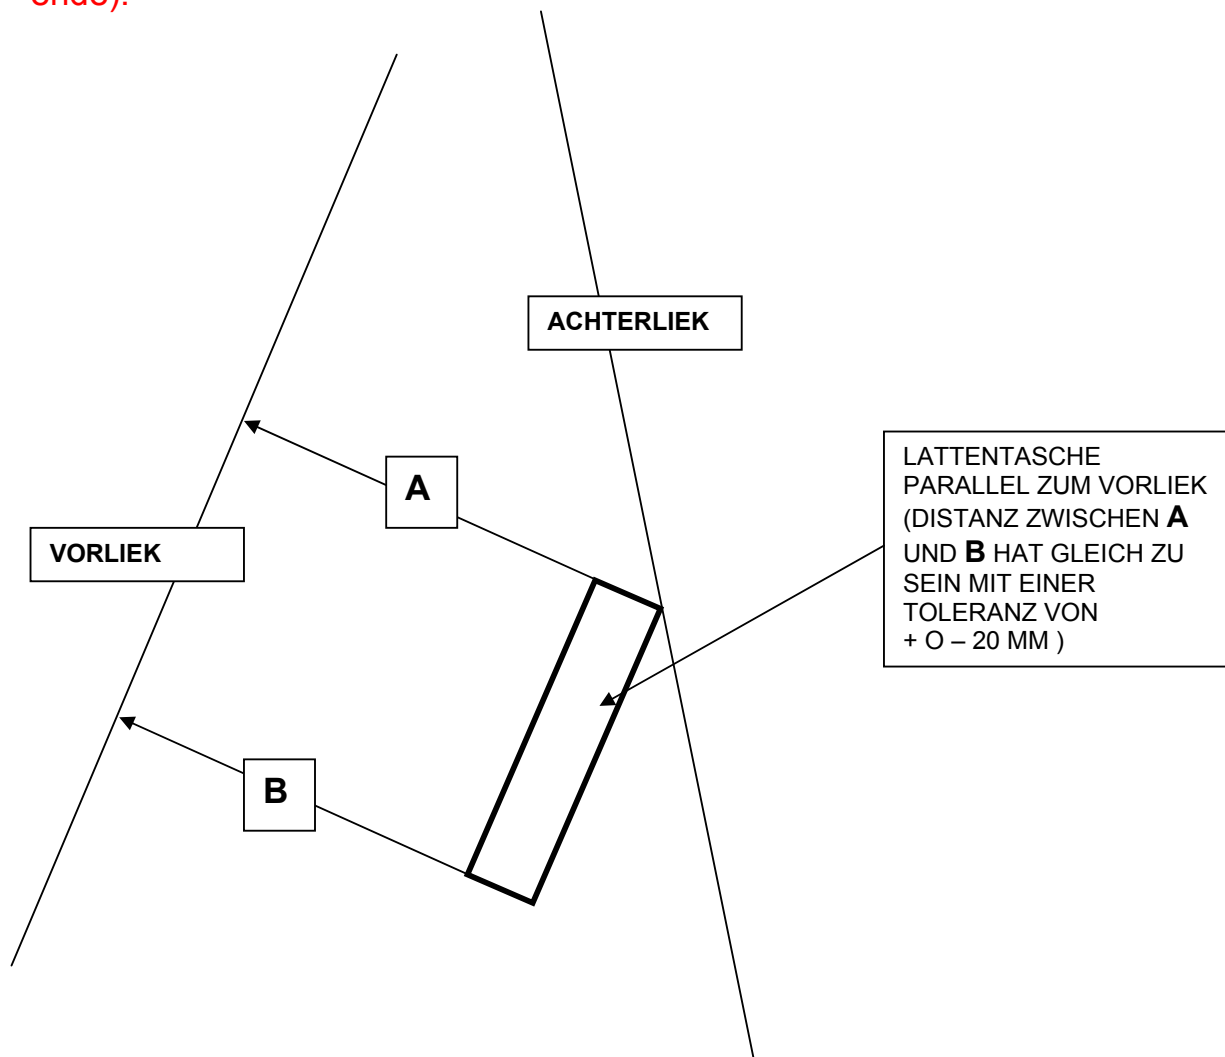 ende).
ACHTERLIEK
A
VORLIEK
LATTENTASCHE
PARALLEL ZUM VORLIEK
(DISTANZ ZWISCHEN A
UND B HAT GLEICH ZU
SEIN MIT EINER
TOLERANZ VON
+ O – 20 MM )
B